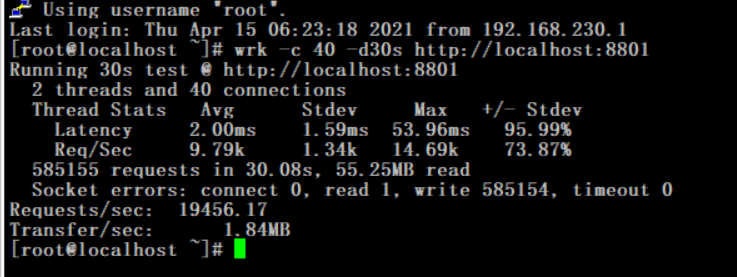 Using username "root".
Last login: Thu Apr 15 06:23:18 2021 from 192.168.230.1
[root@localhost ~]# wrk -c 40 -d30s http://localhost:8801
Running 30s test @ http://localhost:8801
  2 threads and 40 connections
  Thread Stats   Avg      Stdev     Max   +/- Stdev
    Latency     2.00ms    1.59ms  53.96ms   95.99%
    Req/Sec     9.79k     1.34k   14.69k    73.87%
  585155 requests in 30.08s, 55.25MB read
  Socket errors: connect 0, read 1, write 585154, timeout 0
Requests/sec:  19456.17
Transfer/sec:      1.84MB
[root@localhost ~]#